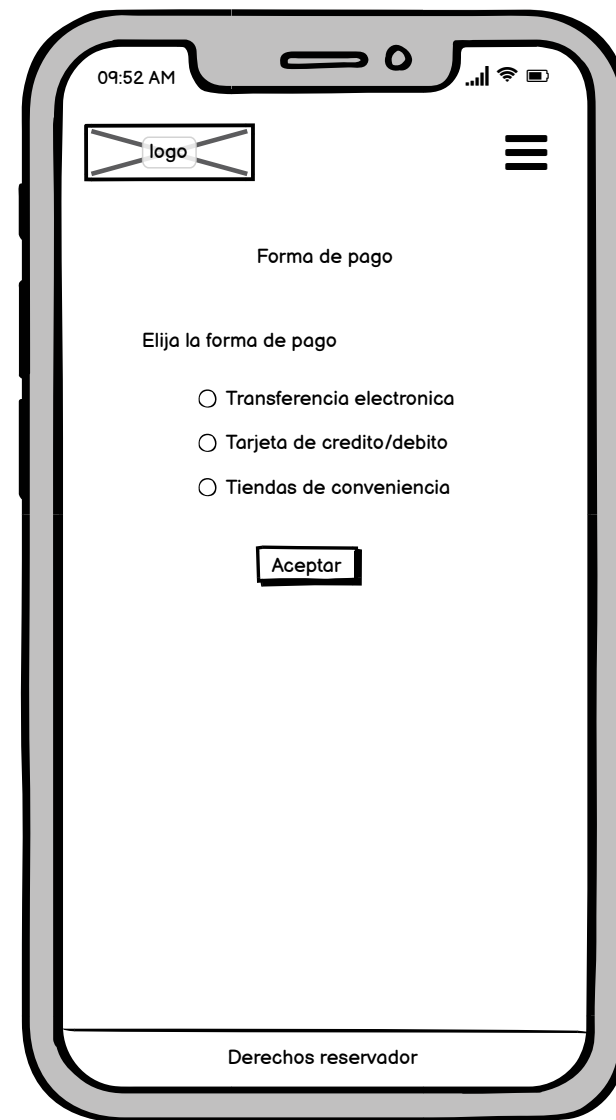 09:52 AM
logo
Forma de pago
Elija la forma de pago
Transferencia electronica
Tarjeta de credito/debito
Tiendas de conveniencia
Aceptar
Derechos reservador